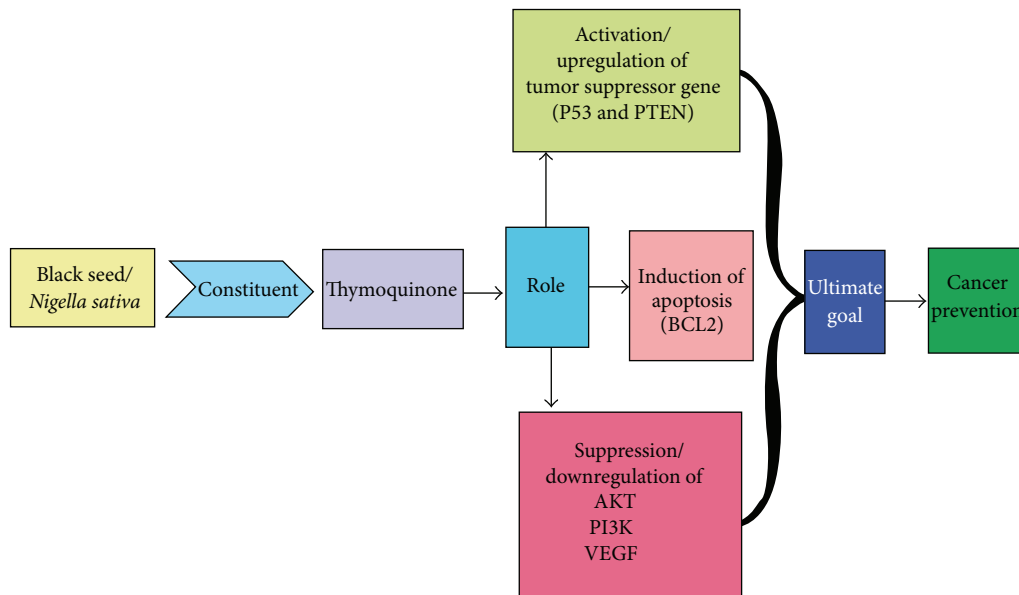 Activation/
upregulation of
tumor suppressor gene
(P53 and PTEN)
Black seed/
Nigella sativa
Constituent
Thymoquinone
Role
Induction of
apoptosis
(BCL2)
Ultimate
goal
Cancer
prevention
Suppression/
downregulation of
AKT
PI3K
VEGF